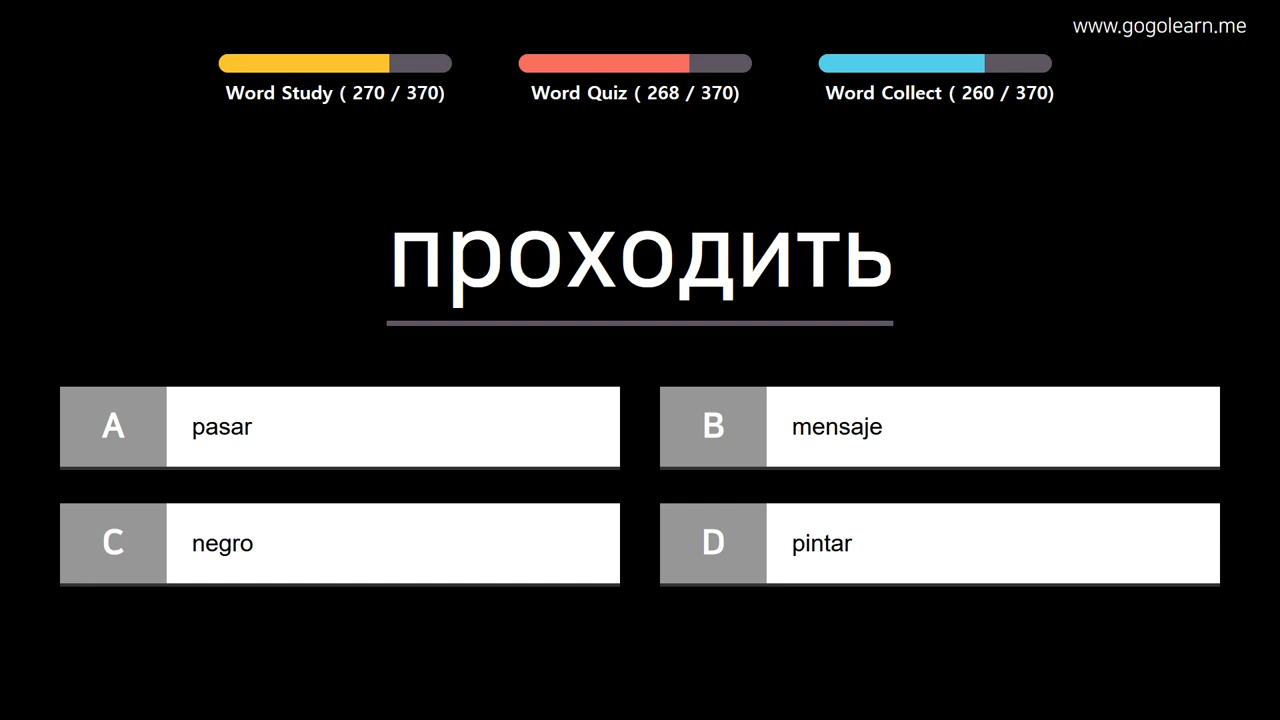 www.gogolearn.me
Word Study ( 270 / 370)
Word Quiz ( 268 / 370)
Word Collect ( 260 / 370)
проходить
A pasar
B mensaje
C negro
D pintar